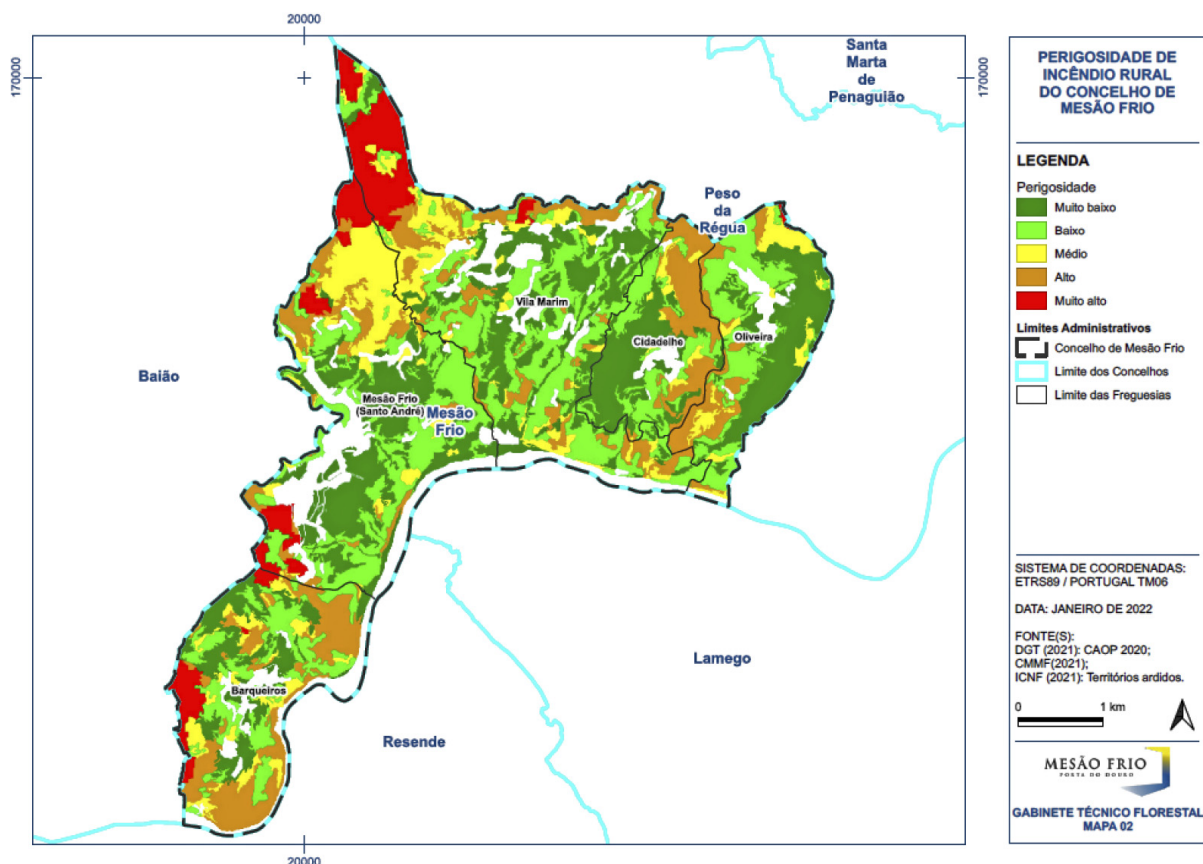 20000
170000
170000
Santa
Marta
de
Penaguião
Peso
da
Régua
Vila Marim
Cidadelhe
Oliveira
Baião
Mesão Frio
(Santo André)
Mesão
Frio
Lamego
Barqueiros
Resende
20000
PERIGOSIDADE DE
INCÊNDIO RURAL
DO CONCELHO DE
MESÃO FRIO
LEGENDA
Perigosidade
Muito baixo
Baixo
Médio
Alto
Muito alto
Limites Administrativos
Concelho de Mesão Frio
Limite dos Concelhos
Limite das Freguesias
SISTEMA DE COORDENADAS:
ETRS89 / PORTUGAL TM06
DATA: JANEIRO DE 2022
FONTE(S):
DGT (2021): CAOP 2020;
CMMF(2021);
ICNF (2021): Territórios ardidos.
0 1 km
MESÃO FRIO
PORTA DO DOURO
GABINETE TÉCNICO FLORESTAL
MAPA 02